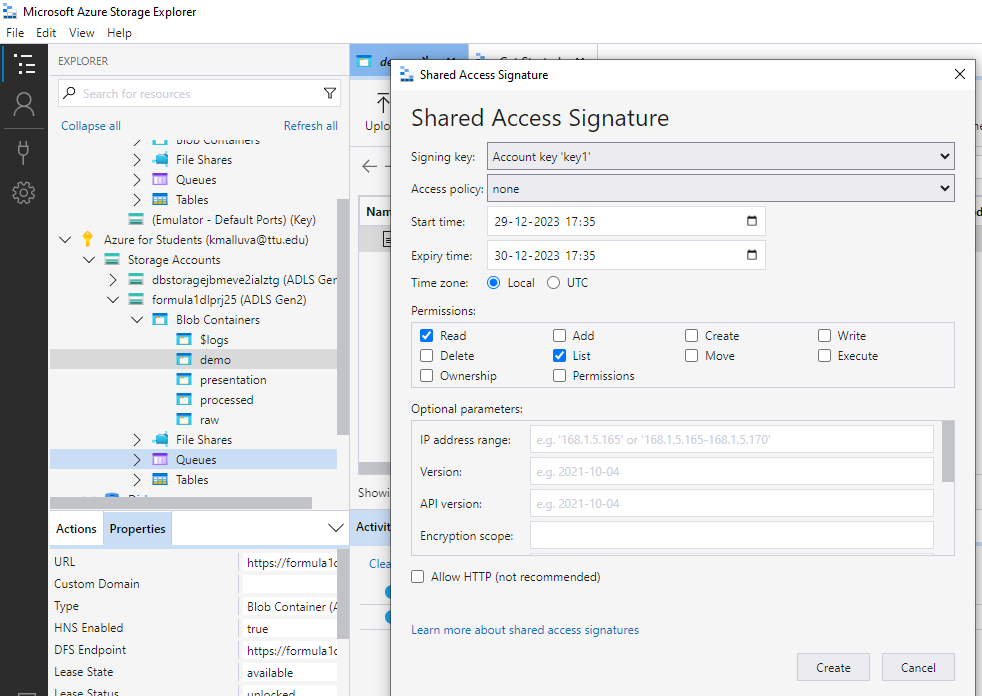 Microsoft Azure Storage Explorer
File Edit View Help
EXPLORER
Search for resources
Collapse all Refresh all
Blob Containers
File Shares
Queues
Tables
(Emulator - Default Ports) (Key)
Azure for Students (kmalluva@ttu.edu)
Storage Accounts
dbstoragejbmeve2ialztg (ADLS Ger
formula1dlprj25 (ADLS Gen2)
Blob Containers
$logs
demo
presentation
processed
raw
File Shares
Queues
Tables
Actions Properties
URL https://formula1d
Custom Domain
Type Blob Container (A
HNS Enabled true
DFS Endpoint https://formula1d
Lease State available
Lease Status unlocked
Uplo
Nam
Showi
Activit
Clea
Shared Access Signature
Shared Access Signature
Signing key: Account key 'key1'
Access policy: none
Start time: 29-12-2023 17:35
Expiry time: 30-12-2023 17:35
Time zone: Local UTC
Permissions:
Read Add Create Write
Delete List Move Execute
Ownership Permissions
Optional parameters:
IP address range: e.g. '168.1.5.165' or '168.1.5.165-168.1.5.170'
Version: e.g. 2021-10-04
API version: e.g. 2021-10-04
Encryption scope:
Allow HTTP (not recommended)
Learn more about shared access signatures
Create Cancel